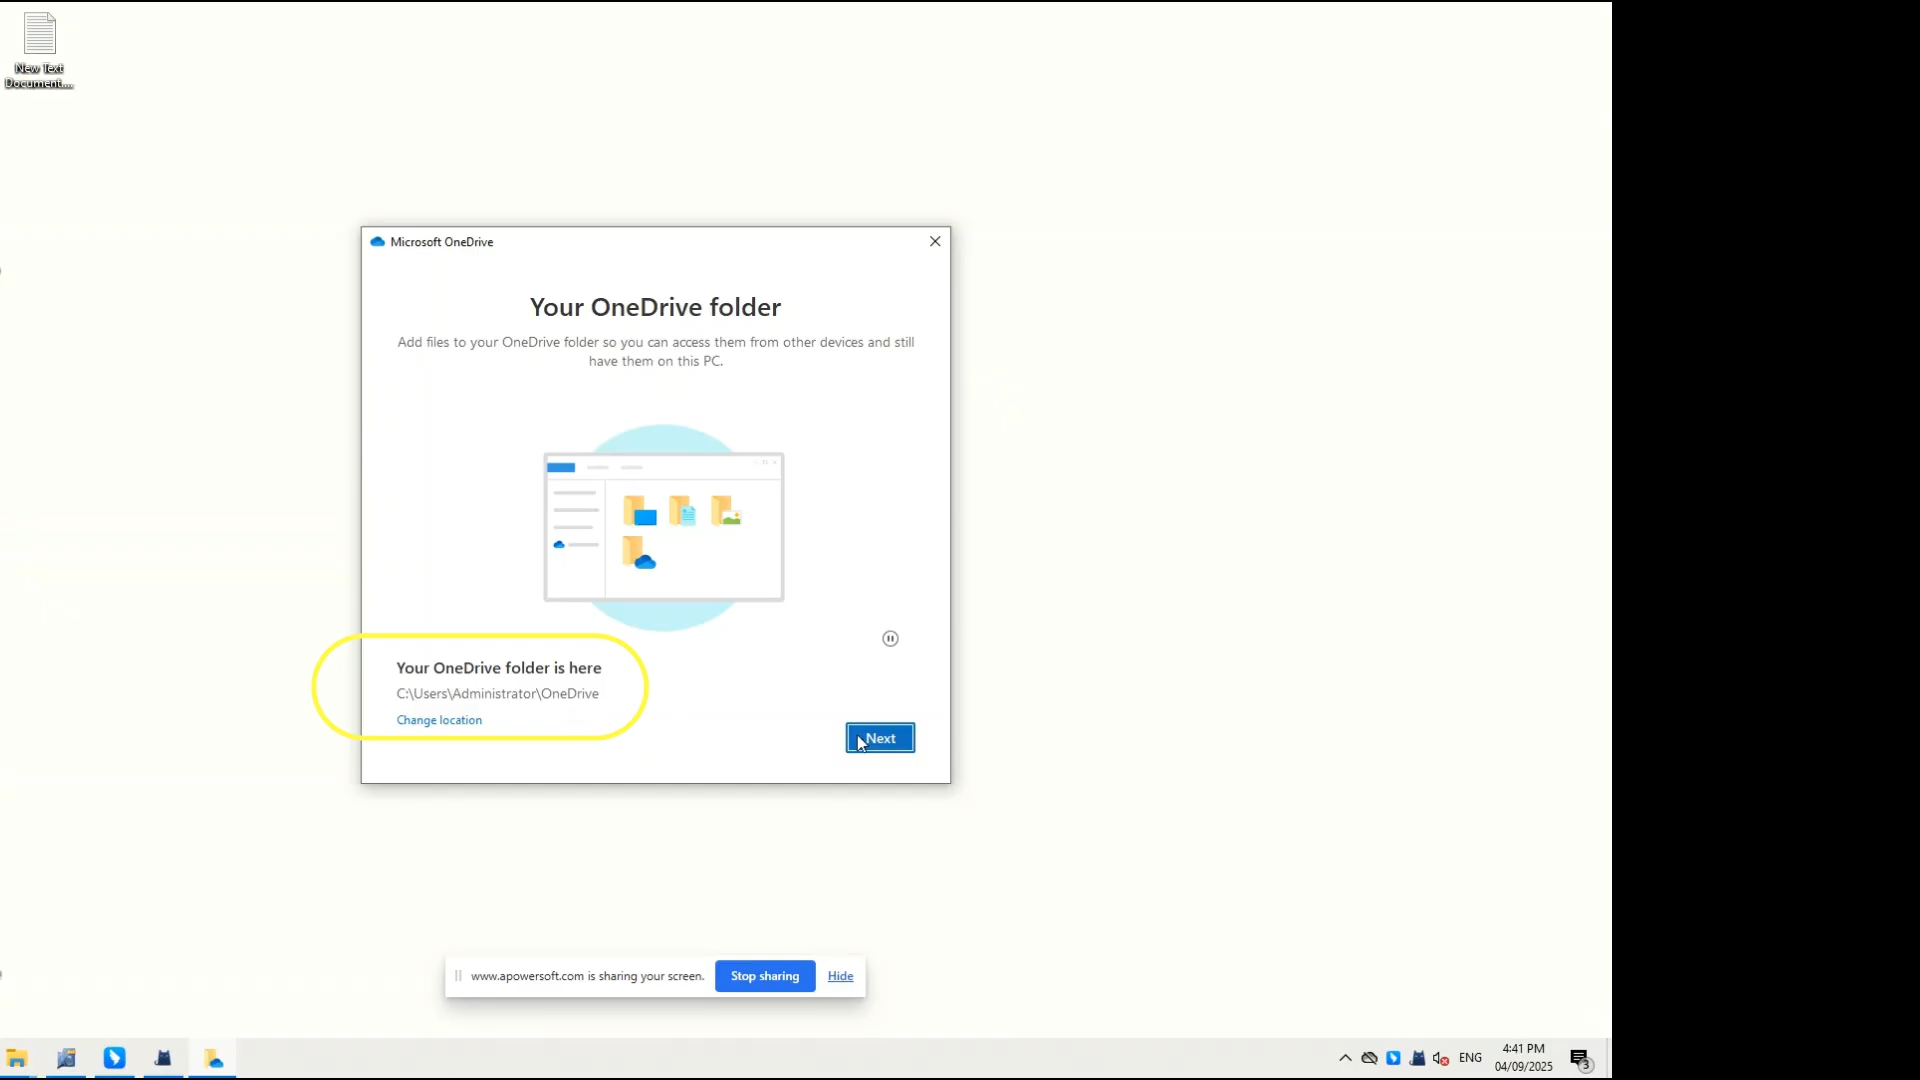 New Text
Document....
Microsoft OneDrive
Your OneDrive folder
Add files to your OneDrive folder so you can access them from other devices and still
have them on this PC.
Your OneDrive folder is here
C:\Users\Administrator\OneDrive
Change location
Next
www.apowersoft.com is sharing your screen.
Stop sharing
Hide
ENG
4:41 PM
04/09/2025
3